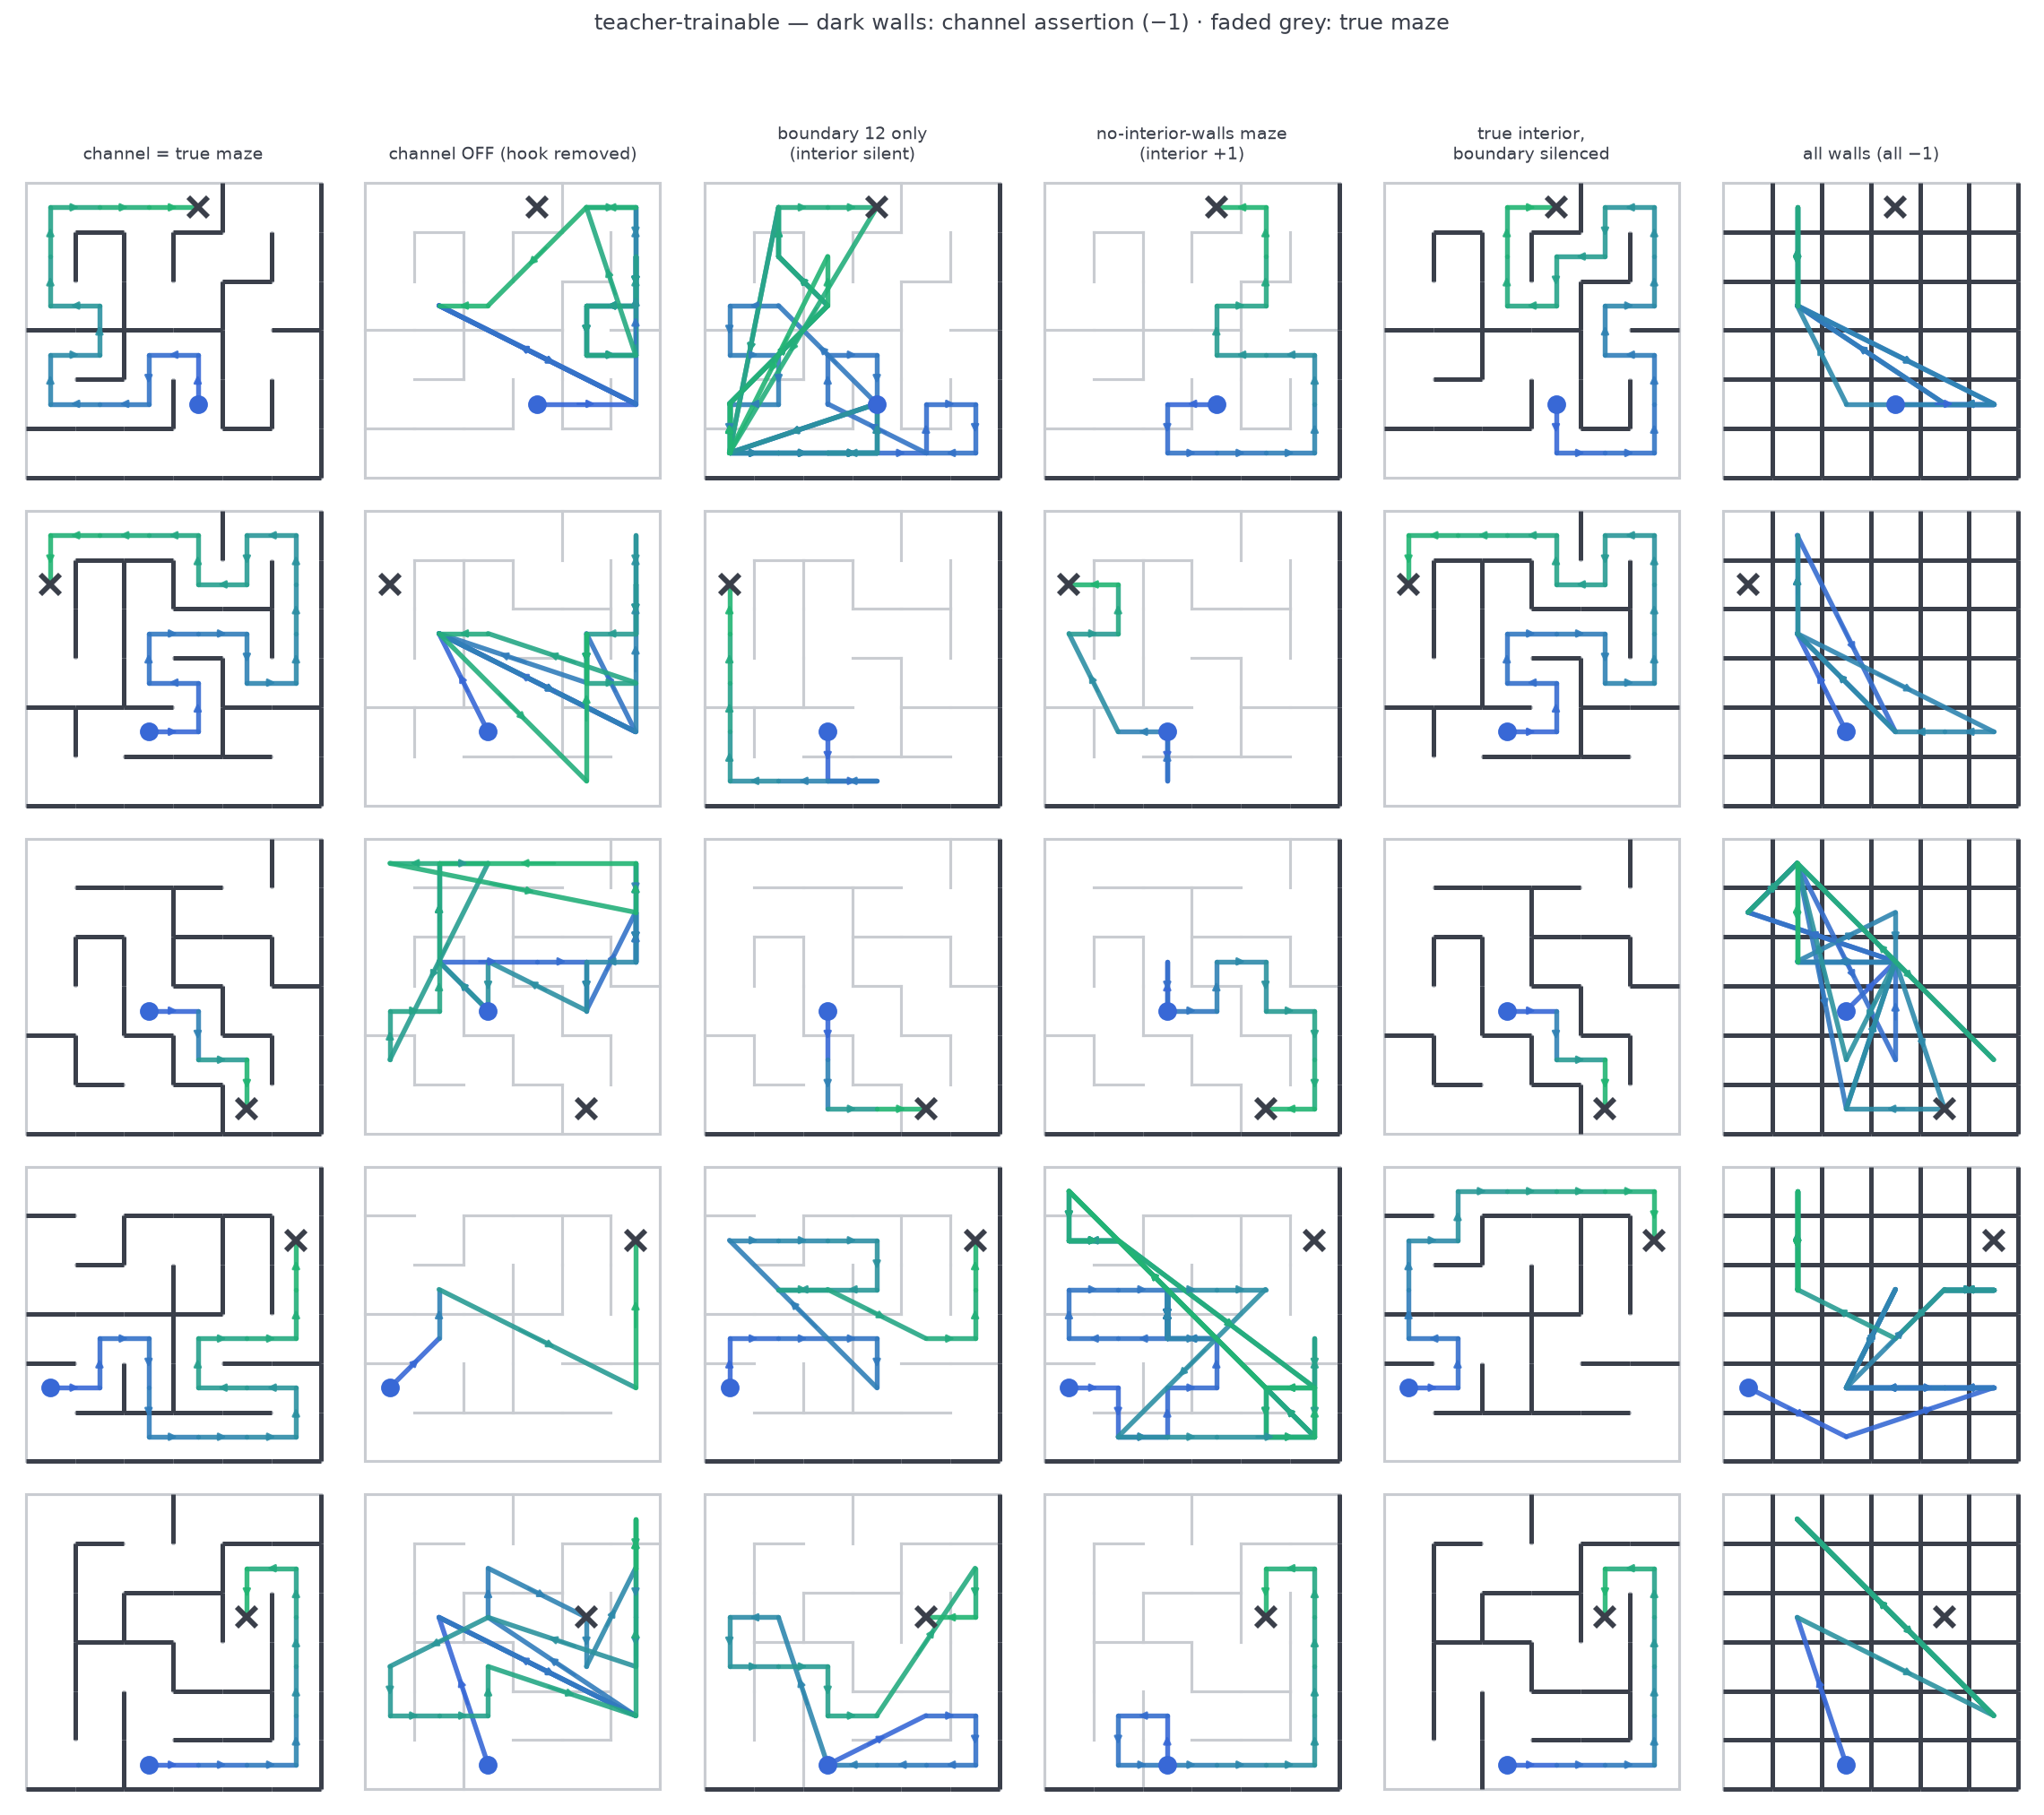 teacher-trainable — dark walls: channel assertion (−1) · faded grey: true maze
channel = true maze
channel OFF (hook removed)
boundary 12 only
(interior silent)
no-interior-walls maze
(interior +1)
true interior,
boundary silenced
all walls (all −1)